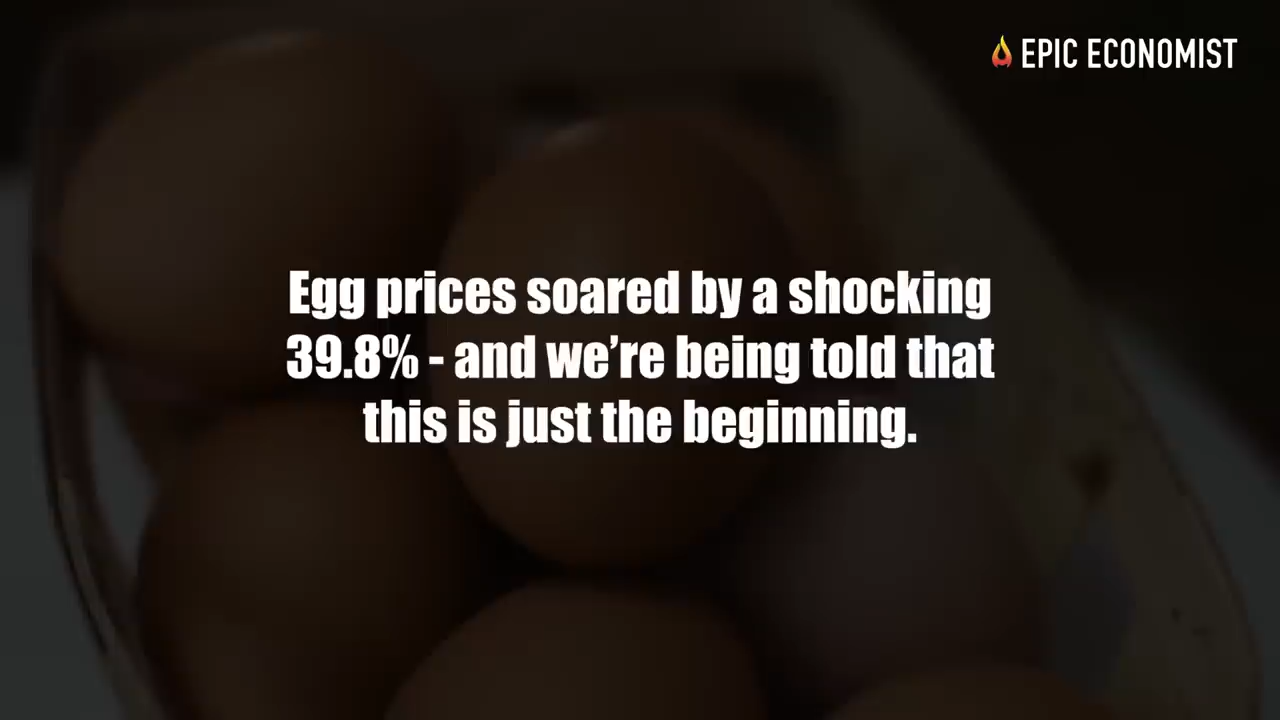 EPIC ECONOMIST
Egg prices soared by a shocking
39.8% - and we’re being told that
this is just the beginning.